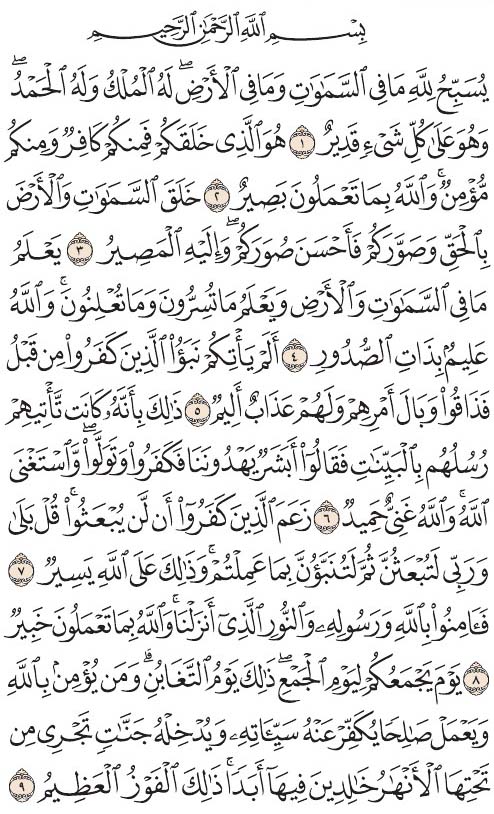 بِسْمِ ٱللَّهِ ٱلرَّحْمَٰنِ ٱلرَّحِيمِ
يُسَبِّحُ لِلَّهِ مَا فِى ٱلسَّمَٰوَٰتِ وَمَا فِى ٱلْأَرْضِۖ لَهُ ٱلْمُلْكُ وَلَهُ ٱلْحَمْدُۖ
وَهُوَ عَلَىٰ كُلِّ شَىْءٍ قَدِيرٌ ١ هُوَ ٱلَّذِى خَلَقَكُمْ فَمِنكُمْ كَافِرٌ وَمِنكُم
مُّؤْمِنٌۚ وَٱللَّهُ بِمَا تَعْمَلُونَ بَصِيرٌ ٢ خَلَقَ ٱلسَّمَٰوَٰتِ وَٱلْأَرْضَ
بِٱلْحَقِّ وَصَوَّرَكُمْ فَأَحْسَنَ صُوَرَكُمْۖ وَإِلَيْهِ ٱلْمَصِيرُ ٣ يَعْلَمُ
مَا فِى ٱلسَّمَٰوَٰتِ وَٱلْأَرْضِ وَيَعْلَمُ مَا تُسِرُّونَ وَمَا تُعْلِنُونَۚ وَٱللَّهُ
عَلِيمٌۢ بِذَاتِ ٱلصُّدُورِ ٤ أَلَمْ يَأْتِكُمْ نَبَؤُا۟ ٱلَّذِينَ كَفَرُوا۟ مِن قَبْلُ
فَذَاقُوا۟ وَبَالَ أَمْرِهِمْ وَلَهُمْ عَذَابٌ أَلِيمٌ ٥ ذَٰلِكَ بِأَنَّهُۥ كَانَت تَّأْتِيهِمْ
رُسُلُهُم بِٱلْبَيِّنَٰتِ فَقَالُوٓا۟ أَبَشَرٌ يَهْدُونَنَا فَكَفَرُوا۟ وَتَوَلَّوا۟ۖ وَّٱسْتَغْنَى
ٱللَّهُۚ وَٱللَّهُ غَنِىٌّ حَمِيدٌ ٦ زَعَمَ ٱلَّذِينَ كَفَرُوٓا۟ أَن لَّن يُبْعَثُوا۟ۚ قُلْ بَلَىٰ
وَرَبِّى لَتُبْعَثُنَّ ثُمَّ لَتُنَبَّؤُنَّ بِمَا عَمِلْتُمْۚ وَذَٰلِكَ عَلَى ٱللَّهِ يَسِيرٌ ٧
فَـَٔامِنُوا۟ بِٱللَّهِ وَرَسُولِهِۦ وَٱلنُّورِ ٱلَّذِىٓ أَنزَلْنَاۚ وَٱللَّهُ بِمَا تَعْمَلُونَ خَبِيرٌ
٨ يَوْمَ يَجْمَعُكُمْ لِيَوْمِ ٱلْجَمْعِۖ ذَٰلِكَ يَوْمُ ٱلتَّغَابُنِۗ وَمَن يُؤْمِنۢ بِٱللَّهِ
وَيَعْمَلْ صَٰلِحًا يُكَفِّرْ عَنْهُ سَيِّـَٔاتِهِۦ وَيُدْخِلْهُ جَنَّٰتٍ تَجْرِى مِن
تَحْتِهَا ٱلْأَنْهَٰرُ خَٰلِدِينَ فِيهَآ أَبَدًاۚ ذَٰلِكَ ٱلْفَوْزُ ٱلْعَظِيمُ ٩